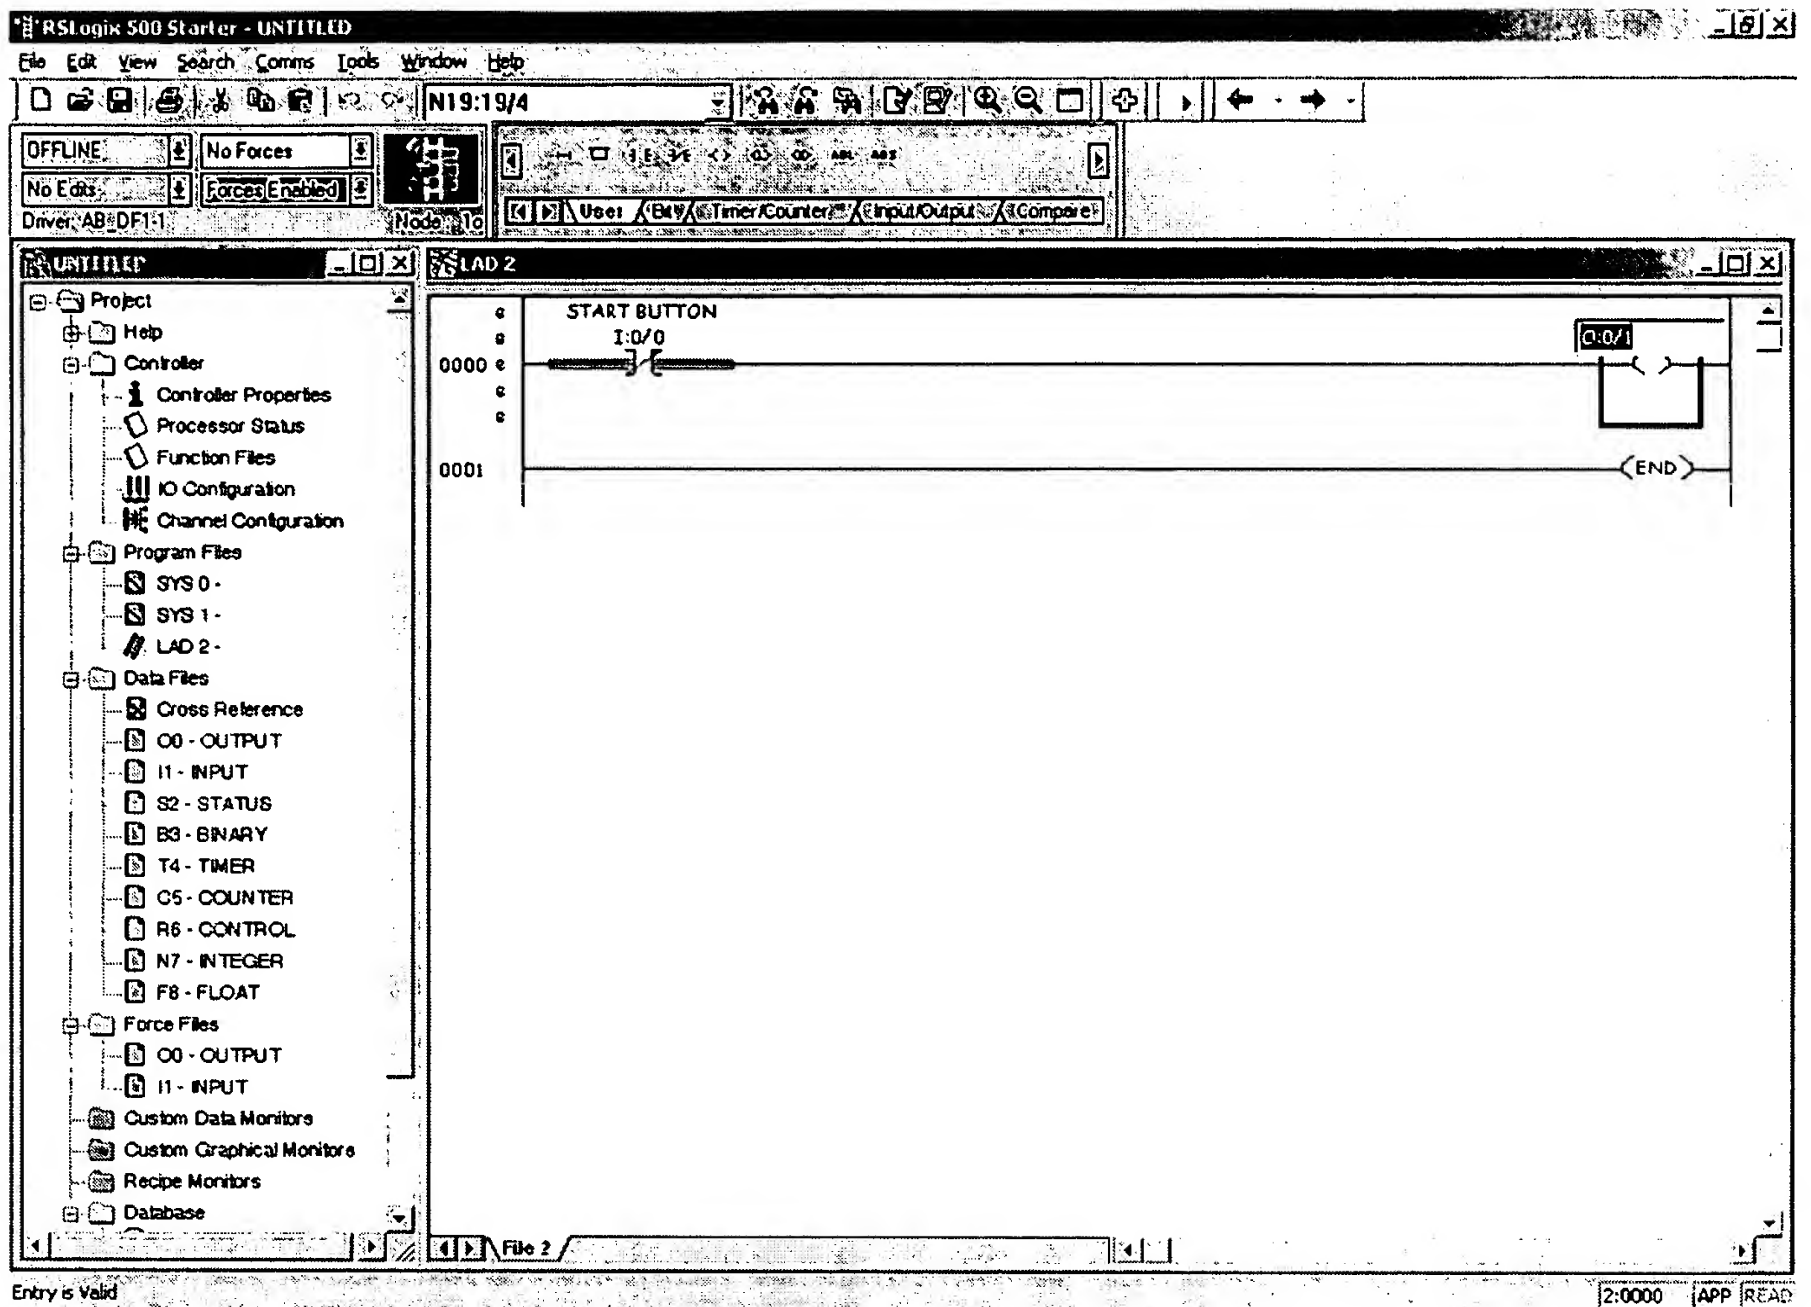 RSLogix 500 Starter - UNTITLED
File Edit View Search Comms Tools Window Help
N19:19/4
OFFLINE No Forces
No Edits Forces Enabled
Driver: AB_DF1-1 Node: 1o
ABL ABS
User Bit Timer/Counter Input/Output Compare
UNTITLED
Project
Help
Controller
Controller Properties
Processor Status
Function Files
IO Configuration
Channel Configuration
Program Files
SYS 0 -
SYS 1 -
LAD 2 -
Data Files
Cross Reference
O0 - OUTPUT
I1 - INPUT
S2 - STATUS
B3 - BINARY
T4 - TIMER
C5 - COUNTER
R6 - CONTROL
N7 - INTEGER
F8 - FLOAT
Force Files
O0 - OUTPUT
I1 - INPUT
Custom Data Monitors
Custom Graphical Monitors
Recipe Monitors
Database
LAD 2
START BUTTON
I:0/0
O:0/1
e
e
0000 e
e
e
0001
END
File 2
Entry is Valid
2:0000 APP READ